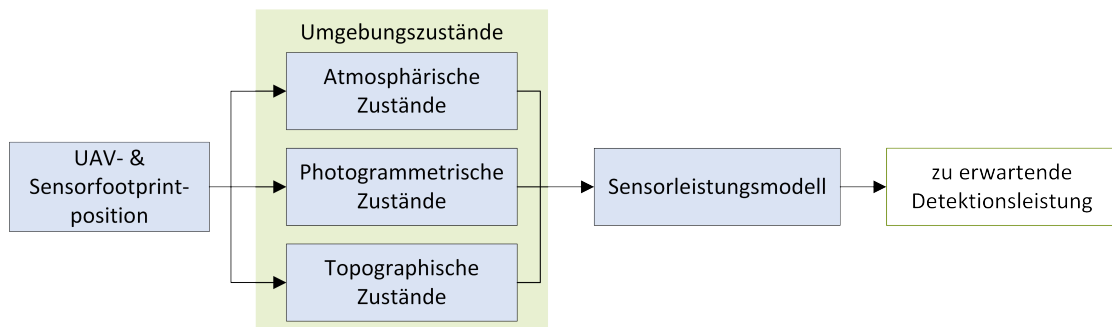 UAV- &
Sensorfootprint-
position
Umgebungszustände
Atmosphärische
Zustände
Photogrammetrische
Zustände
Topographische
Zustände
Sensorleistungsmodell
zu erwartende
Detektionsleistung